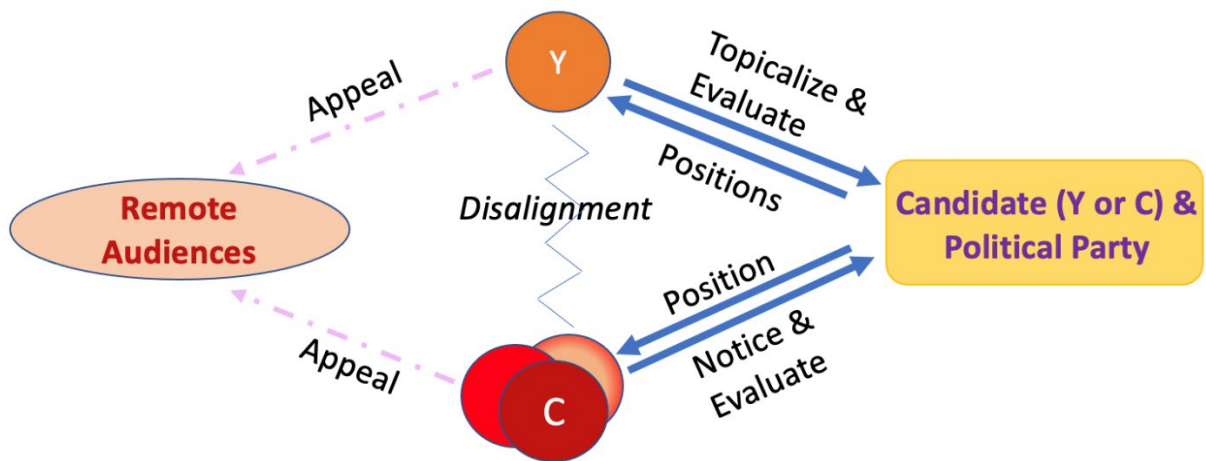 Y
Appeal
Topicalize &
Evaluate
Positions
Remote
Audiences
Disalignment
Candidate (Y or C) &
Political Party
Position
Notice &
Evaluate
Appeal
C